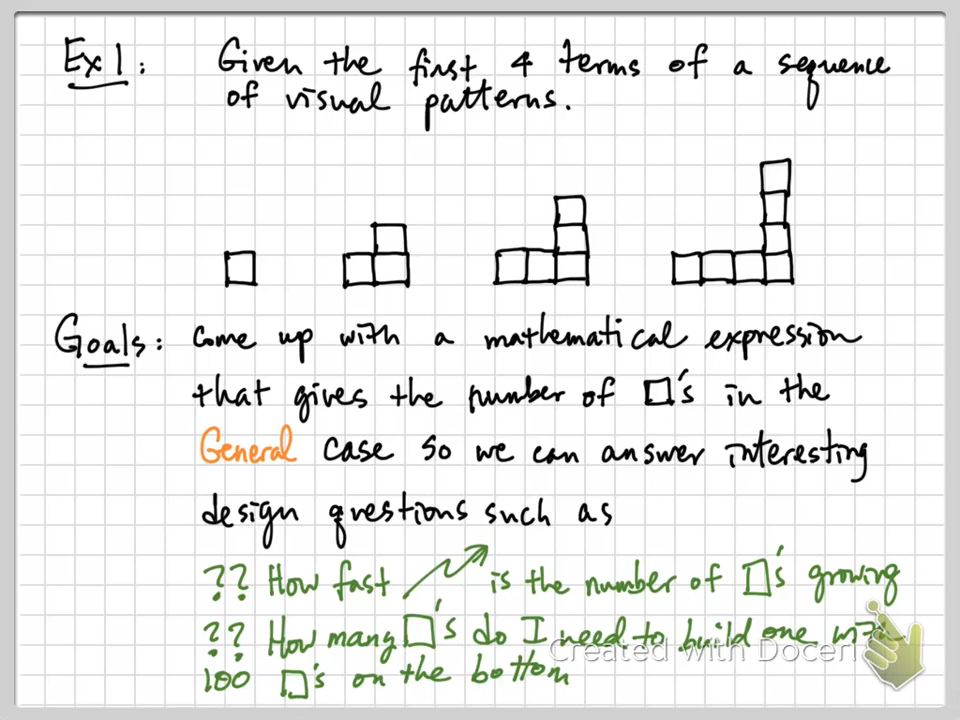 Ex 1: Given the first 4 terms of a sequence
of visual patterns.
Goals: come up with a mathematical expression
that gives the number of □'s in the
General case so we can answer interesting
design questions such as
?? How fast is the number of □'s growing
?? How many □'s do I need to build one with
Created with Doceri
100 □'s on the bottom